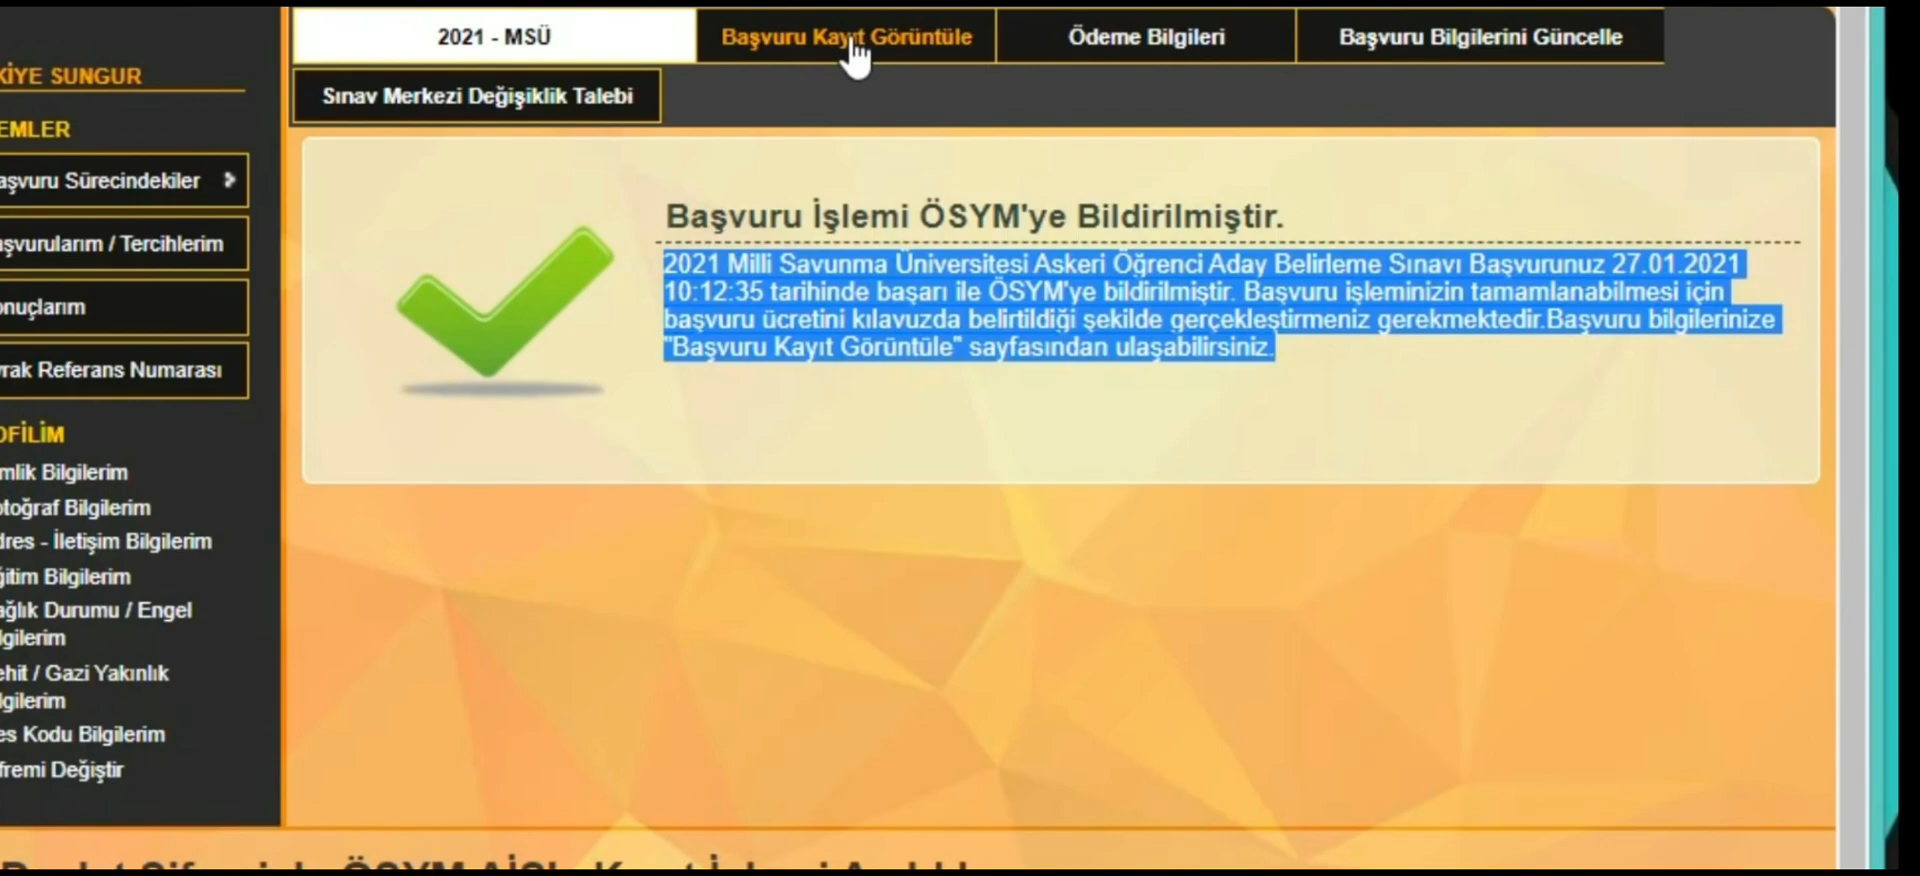 2021 - MSÜ
Başvuru Kayıt Görüntüle
Ödeme Bilgileri
Başvuru Bilgilerini Güncelle
Sınav Merkezi Değişiklik Talebi
KİYE SUNGUR
EMLER
aşvuru Sürecindekiler
aşvurularım / Tercihlerim
onuçlarım
vrak Referans Numarası
OFİLİM
mlik Bilgilerim
otoğraf Bilgilerim
dres - İletişim Bilgilerim
ğitim Bilgilerim
ağlık Durumu / Engel
lgilerim
ehit / Gazi Yakınlık
lgilerim
es Kodu Bilgilerim
fremi Değiştir
Başvuru İşlemi ÖSYM'ye Bildirilmiştir.
2021 Milli Savunma Üniversitesi Askeri Öğrenci Aday Belirleme Sınavı Başvurunuz 27.01.2021
10:12:35 tarihinde başarı ile ÖSYM'ye bildirilmiştir. Başvuru işleminizin tamamlanabilmesi için
başvuru ücretini kılavuzda belirtildiği şekilde gerçekleştirmeniz gerekmektedir.Başvuru bilgilerinize
"Başvuru Kayıt Görüntüle" sayfasından ulaşabilirsiniz.